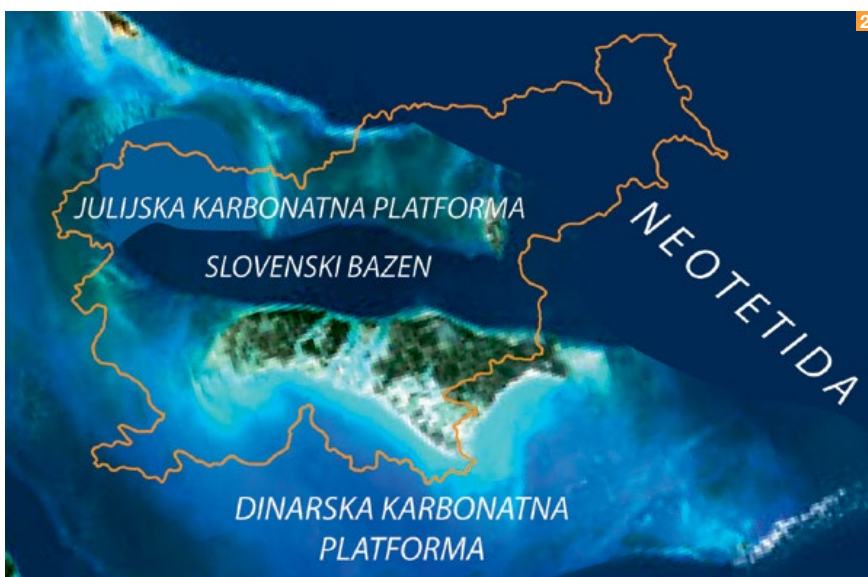 2
JULIJSKA KARBONATNA PLATFORMA
SLOVENSKI BAZEN
NEOTETIDA
DINARSKA KARBONATNA
PLATFORMA